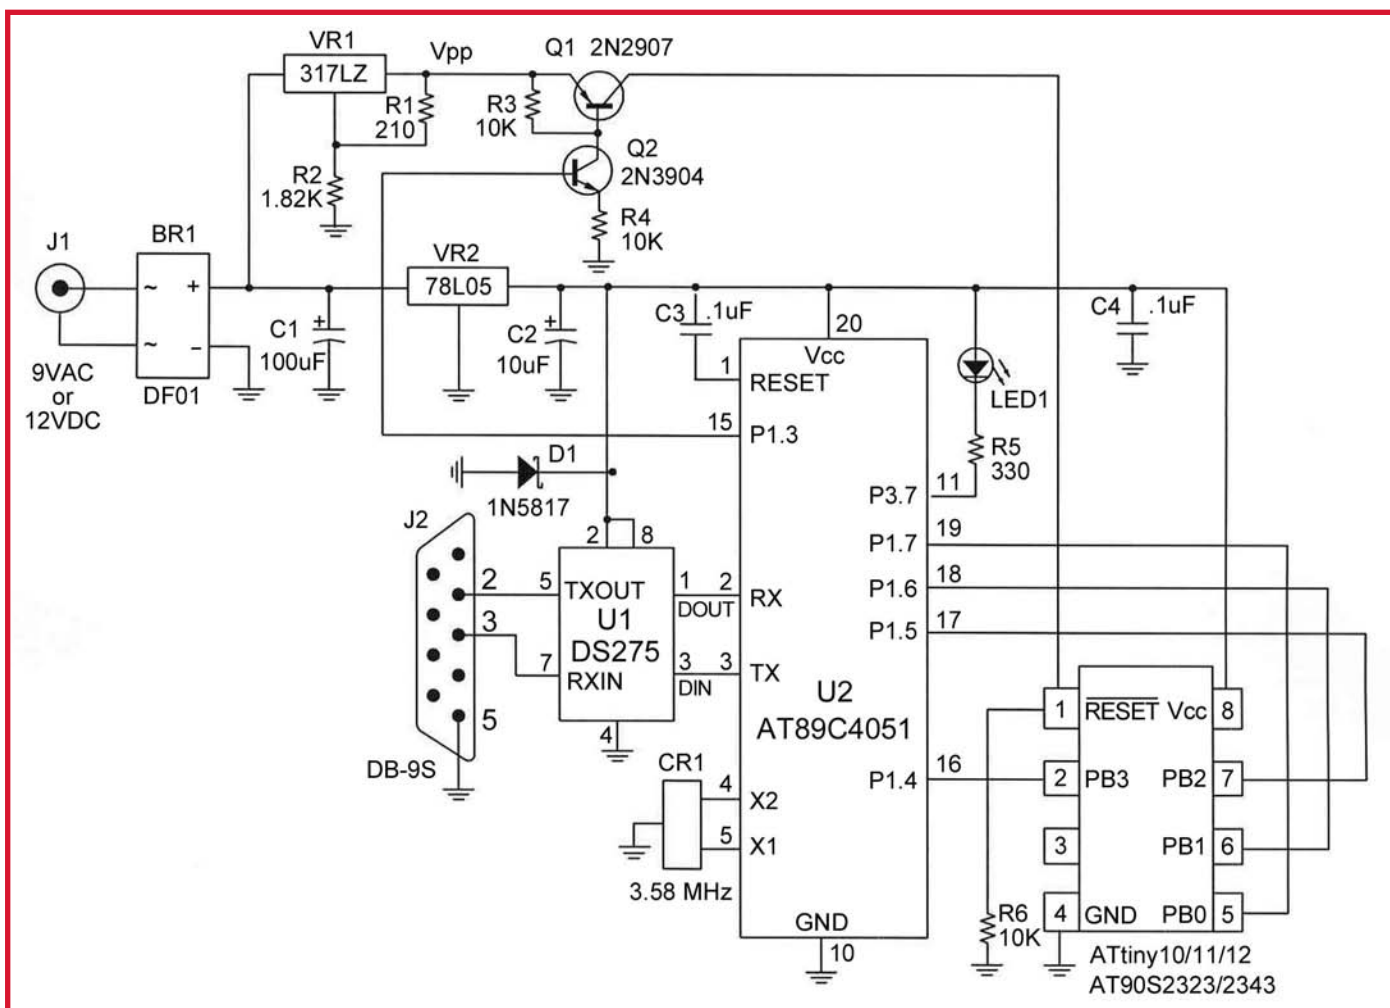 VR1
317LZ
Vpp
Q1 2N2907
R1
210
R3
10K
Q2
2N3904
R2
1.82K
R4
10K
J1
BR1
~ +
~ -
DF01
9VAC
or
12VDC
VR2
78L05
+
C1
100uF
+
C2
10uF
C3 .1uF
C4 .1uF
20
Vcc
1
RESET
15
P1.3
LED1
R5
330
D1
1N5817
P3.7 11
P1.7 19
P1.6 18
P1.5 17
J2
2 8
2
3
5
5 TXOUT
U1
DS275
7 RXIN
4
1
DOUT
3
DIN
2 RX
3 TX
U2
AT89C4051
DB-9S
CR1
4 X2
5 X1
3.58 MHz
GND
10
P1.4 16
1 RESET Vcc 8
2 PB3 PB2 7
3 PB1 6
4 GND PB0 5
R6
10K
ATtiny10/11/12
AT90S2323/2343